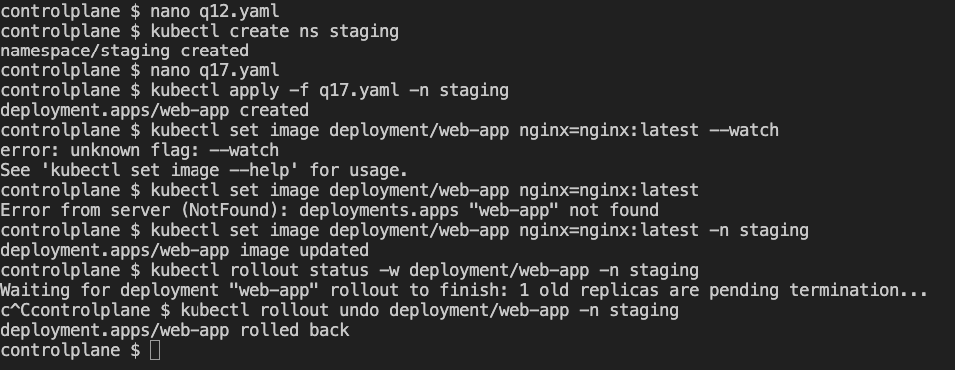 controlplane $ nano q12.yaml
controlplane $ kubectl create ns staging
namespace/staging created
controlplane $ nano q17.yaml
controlplane $ kubectl apply -f q17.yaml -n staging
deployment.apps/web-app created
controlplane $ kubectl set image deployment/web-app nginx=nginx:latest --watch
error: unknown flag: --watch
See 'kubectl set image --help' for usage.
controlplane $ kubectl set image deployment/web-app nginx=nginx:latest
Error from server (NotFound): deployments.apps "web-app" not found
controlplane $ kubectl set image deployment/web-app nginx=nginx:latest -n staging
deployment.apps/web-app image updated
controlplane $ kubectl rollout status -w deployment/web-app -n staging
Waiting for deployment "web-app" rollout to finish: 1 old replicas are pending termination...
c^Ccontrolplane $ kubectl rollout undo deployment/web-app -n staging
deployment.apps/web-app rolled back
controlplane $